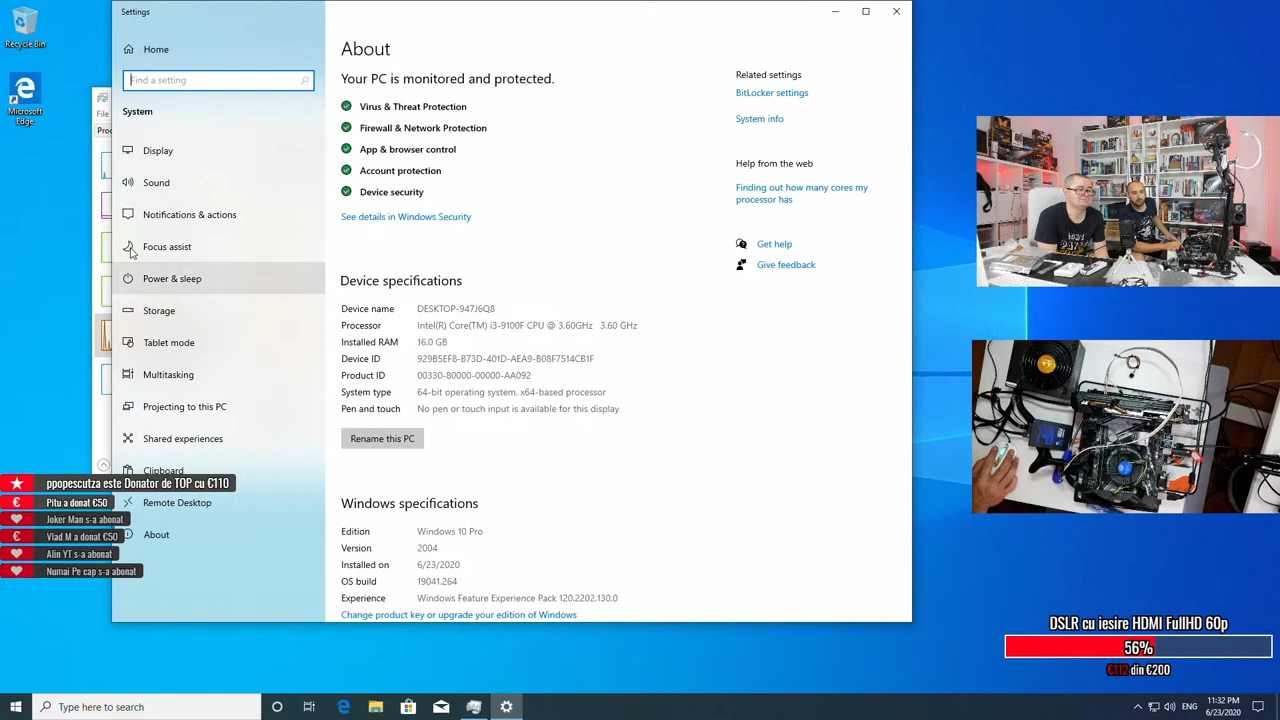 Recycle Bin
Microsoft
Edge
File
Proc
Settings
Home
Find a setting
System
Display
Sound
Notifications & actions
Focus assist
Power & sleep
Storage
Tablet mode
Multitasking
Projecting to this PC
Shared experiences
Clipboard
Remote Desktop
About
About
Your PC is monitored and protected.
Virus & Threat Protection
Firewall & Network Protection
App & browser control
Account protection
Device security
See details in Windows Security
Device specifications
Device name DESKTOP-947J6Q8
Processor Intel(R) Core(TM) i3-9100F CPU @ 3.60GHz 3.60 GHz
Installed RAM 16.0 GB
Device ID 929B5EF8-B73D-401D-AEA9-B08F7514CB1F
Product ID 00330-80000-00000-AA092
System type 64-bit operating system, x64-based processor
Pen and touch No pen or touch input is available for this display
Rename this PC
Windows specifications
Edition Windows 10 Pro
Version 2004
Installed on 6/23/2020
OS build 19041.264
Experience Windows Feature Experience Pack 120.2202.130.0
Change product key or upgrade your edition of Windows
Related settings
BitLocker settings
System info
Help from the web
Finding out how many cores my
processor has
Get help
Give feedback
ppopescutza este Donator de TOP cu €110
Pitu a donat €50
Joker Man s-a abonat
Vlad M a donat €50
Alin YT s-a abonat
Numai Pe cap s-a abonat
DSLR cu iesire HDMI FullHD 60p
56%
€112 din €200
Type here to search
ENG
11:32 PM
6/23/2020